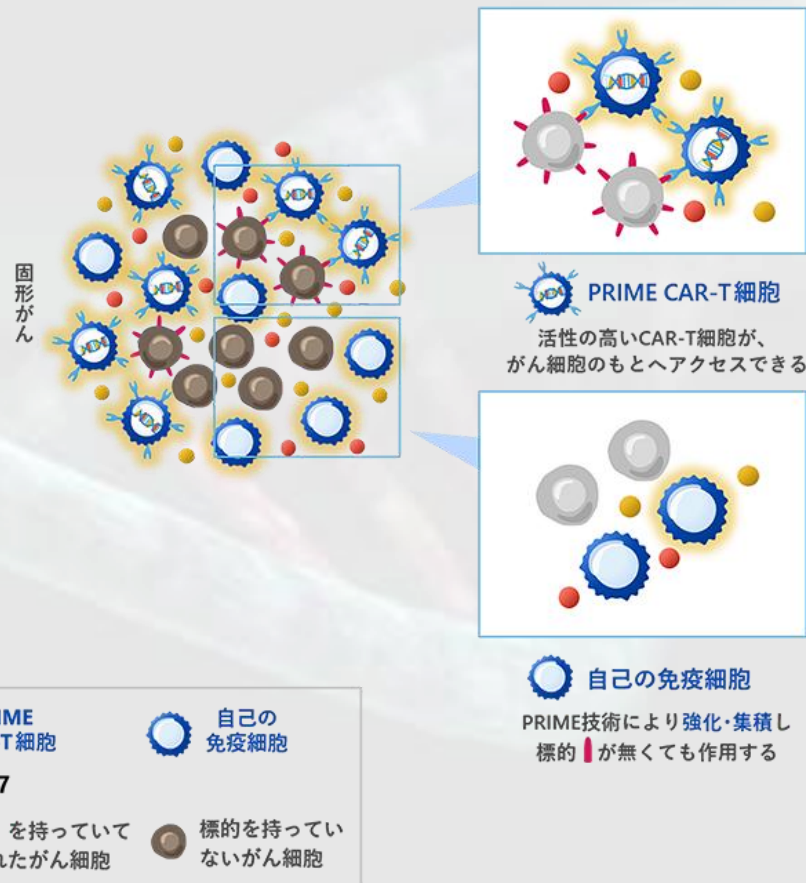 固形がん
PRIME CAR-T細胞
活性の高いCAR-T細胞が、
がん細胞のもとへアクセスできる
自己の免疫細胞
PRIME技術により強化・集積し
標的 が無くても作用する
IME
T細胞
自己の
免疫細胞
7
を持っていて
れたがん細胞
標的を持ってい
ないがん細胞